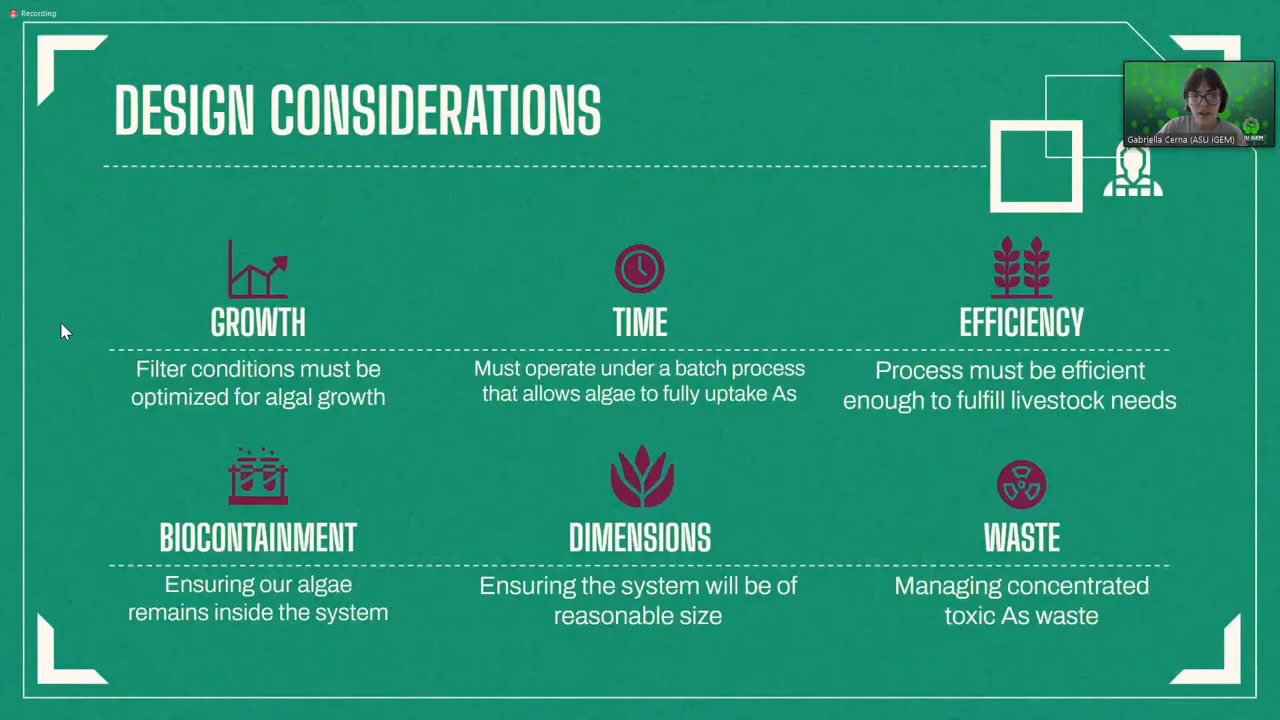 Recording
DESIGN CONSIDERATIONS
Gabriella Cerna (ASU iGEM)
GROWTH
Filter conditions must be
optimized for algal growth
TIME
Must operate under a batch process
that allows algae to fully uptake As
EFFICIENCY
Process must be efficient
enough to fulfill livestock needs
BIOCONTAINMENT
Ensuring our algae
remains inside the system
DIMENSIONS
Ensuring the system will be of
reasonable size
WASTE
Managing concentrated
toxic As waste